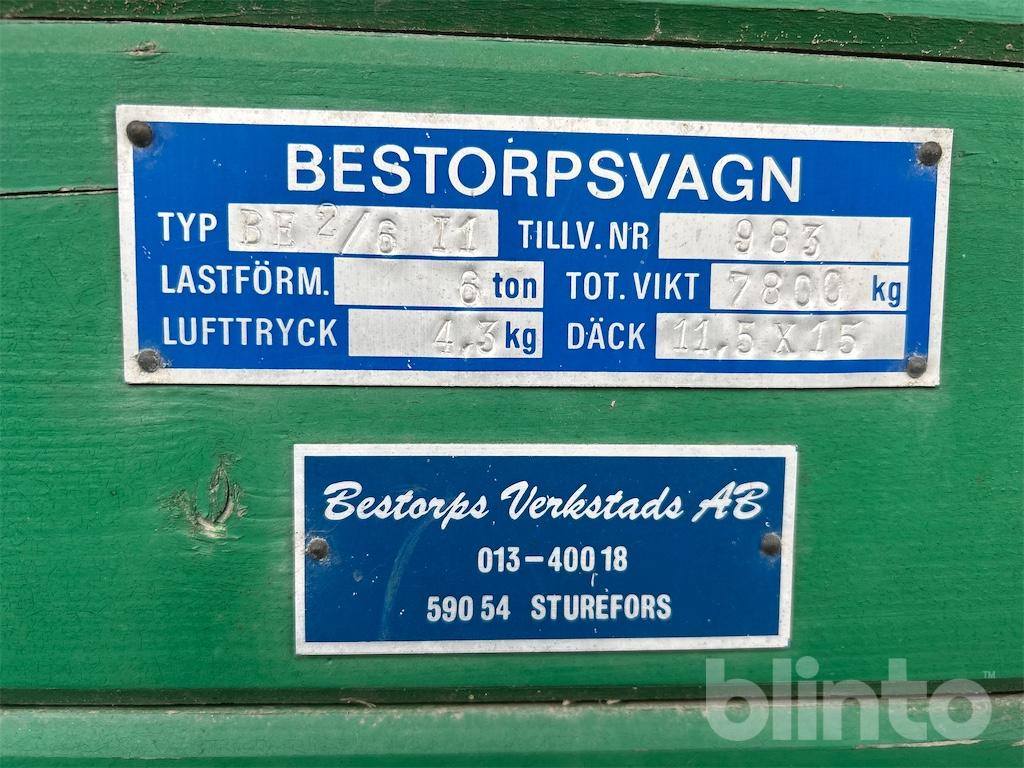 BESTORPSVAGN
TYP BE 2/6 I1 TILLV. NR 983
LASTFÖRM. 6 ton TOT. VIKT 7800 kg
LUFTTRYCK 4,3 kg DÄCK 11,5 X 15
Bestorps Verkstads AB
013-400 18
590 54 STUREFORS
blinto™